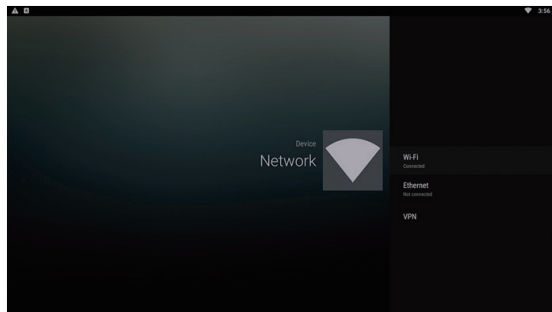 3:56
Device
Network
Wi-Fi
Connected
Ethernet
Not connected
VPN